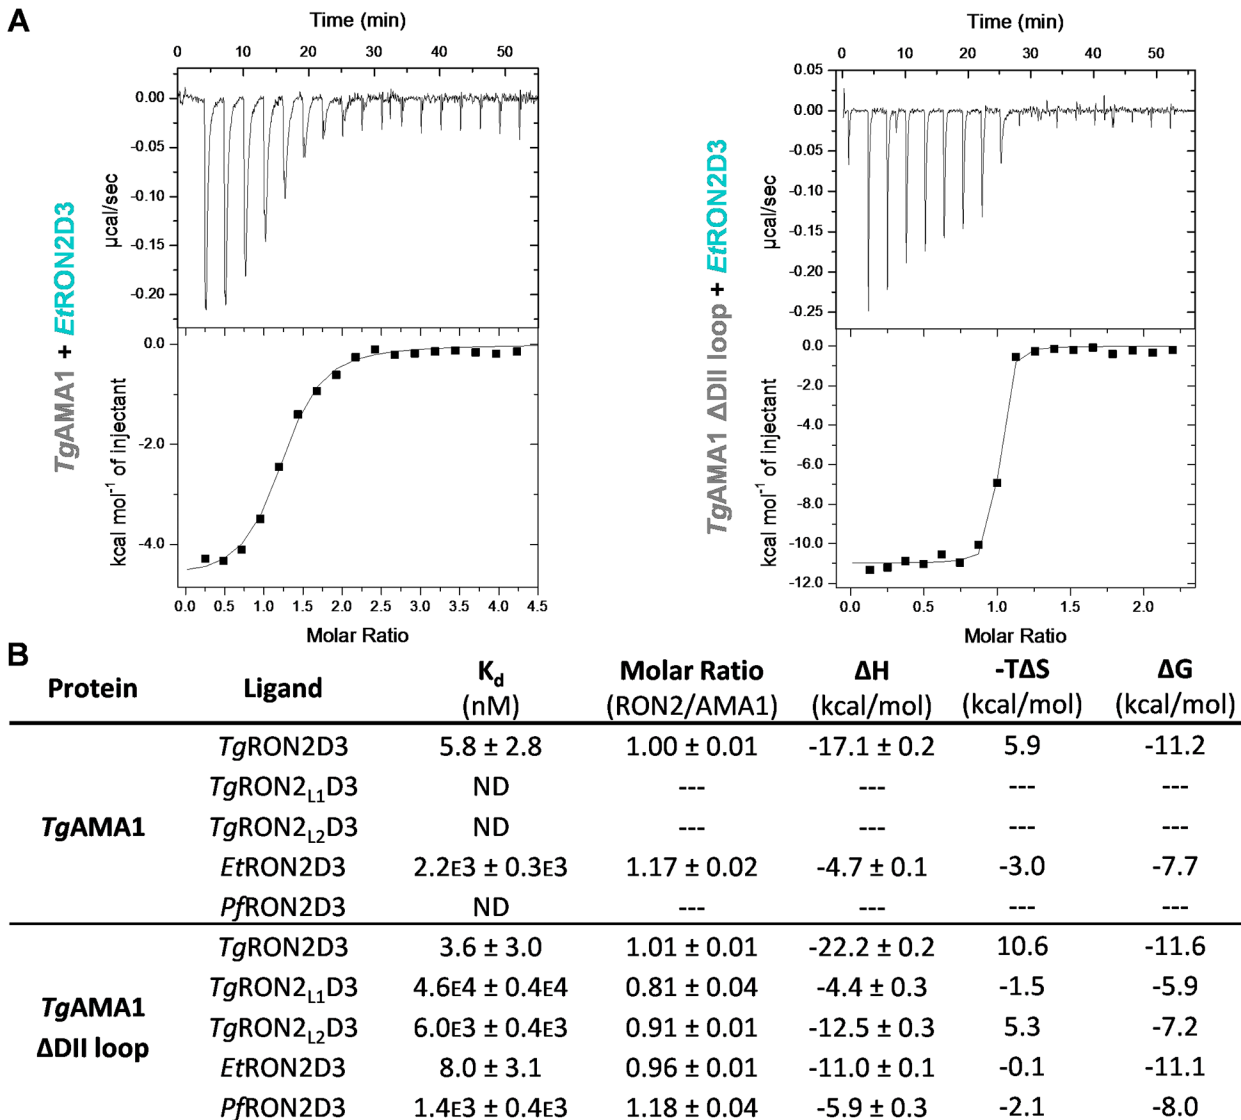 A
Time (min)
0 10 20 30 40 50
0.00
-0.05
-0.10
-0.15
-0.20
µcal/sec
0.0
-2.0
-4.0
kcal mol⁻¹ of injectant
0.0 0.5 1.0 1.5 2.0 2.5 3.0 3.5 4.0 4.5
Molar Ratio
TgAMA1 + EtRON2D3
Time (min)
0 10 20 30 40 50
0.05
0.00
-0.05
-0.10
-0.15
-0.20
-0.25
µcal/sec
0.0
-2.0
-4.0
-6.0
-8.0
-10.0
-12.0
kcal mol⁻¹ of injectant
0.0 0.5 1.0 1.5 2.0
Molar Ratio
TgAMA1 ΔDII loop + EtRON2D3
B
Protein Ligand Kd (nM) Molar Ratio (RON2/AMA1) ΔH (kcal/mol) -TΔS (kcal/mol) ΔG (kcal/mol)
TgAMA1
TgRON2D3 5.8 ± 2.8 1.00 ± 0.01 -17.1 ± 0.2 5.9 -11.2
TgRON2L1D3 ND --- --- --- ---
TgRON2L2D3 ND --- --- --- ---
EtRON2D3 2.2E3 ± 0.3E3 1.17 ± 0.02 -4.7 ± 0.1 -3.0 -7.7
PfRON2D3 ND --- --- --- ---
TgAMA1
ΔDII loop
TgRON2D3 3.6 ± 3.0 1.01 ± 0.01 -22.2 ± 0.2 10.6 -11.6
TgRON2L1D3 4.6E4 ± 0.4E4 0.81 ± 0.04 -4.4 ± 0.3 -1.5 -5.9
TgRON2L2D3 6.0E3 ± 0.4E3 0.91 ± 0.01 -12.5 ± 0.3 5.3 -7.2
EtRON2D3 8.0 ± 3.1 0.96 ± 0.01 -11.0 ± 0.1 -0.1 -11.1
PfRON2D3 1.4E3 ± 0.4E3 1.18 ± 0.04 -5.9 ± 0.3 -2.1 -8.0